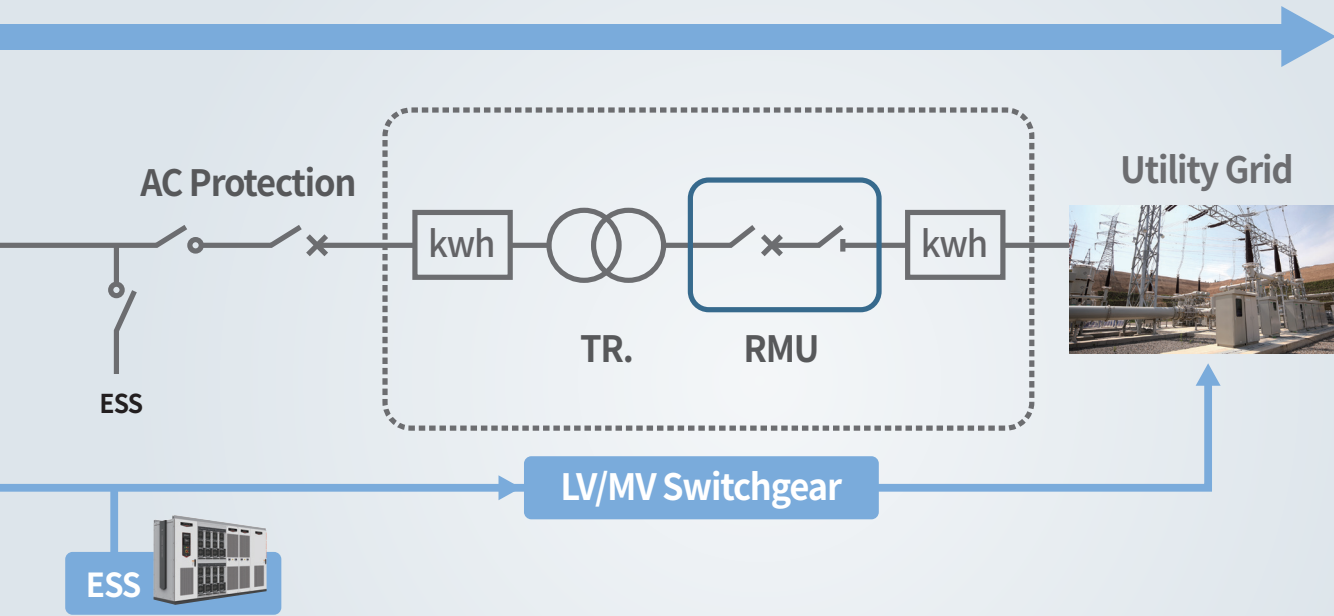 AC Protection
Utility Grid
kwh
kwh
TR.
RMU
ESS
LV/MV Switchgear
ESS